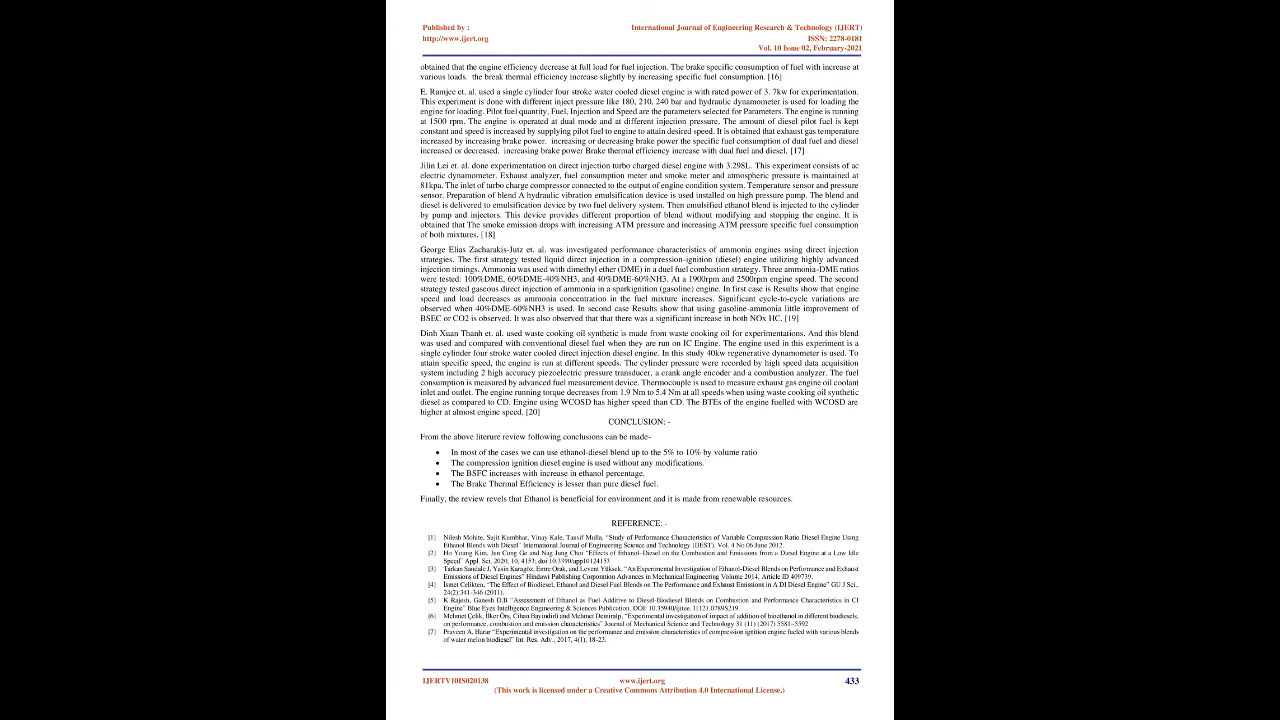 Published by :
International Journal of Engineering Research & Technology (IJERT)
http://www.ijert.org
ISSN: 2278-0181
Vol. 10 Issue 02, February-2021
obtained that the engine efficiency decrease at full load for fuel injection. The brake specific consumption of fuel with increase at
various loads. the break thermal efficiency increase slightly by increasing specific fuel consumption. [16]
E. Ramjee et. al. used a single cylinder four stroke water cooled diesel engine is with rated power of 3. 7kw for experimentation.
This experiment is done with different inject pressure like 180, 210, 240 bar and hydraulic dynamometer is used for loading the
engine for loading. Pilot fuel quantity, Fuel, Injection and Speed are the parameters selected for Parameters. The engine is running
at 1500 rpm. The engine is operated at dual mode and at different injection pressure. The amount of diesel pilot fuel is kept
constant and speed is increased by supplying pilot fuel to engine to attain desired speed. It is obtained that exhaust gas temperature
increased by increasing brake power. increasing or decreasing brake power the specific fuel consumption of dual fuel and diesel
increased or decreased. increasing brake power Brake thermal efficiency increase with dual fuel and diesel. [17]
Jilin Lei et. al. done experimentation on direct injection turbo charged diesel engine with 3.298L. This experiment consists of ac
electric dynamometer. Exhaust analyzer, fuel consumption meter and smoke meter and atmospheric pressure is maintained at
81kpa. The inlet of turbo charge compressor connected to the output of engine condition system. Temperature sensor and pressure
sensor. Preparation of blend A hydraulic vibration emulsification device is used installed on high pressure pump. The blend and
diesel is delivered to emulsification device by two fuel delivery system. Then emulsified ethanol blend is injected to the cylinder
by pump and injectors. This device provides different proportion of blend without modifying and stopping the engine. It is
obtained that The smoke emission drops with increasing ATM pressure and increasing ATM pressure specific fuel consumption
of both mixtures. [18]
George Elias Zacharakis-Jutz et. al. was investigated performance characteristics of ammonia engines using direct injection
strategies. The first strategy tested liquid direct injection in a compression-ignition (diesel) engine utilizing highly advanced
injection timings. Ammonia was used with dimethyl ether (DME) in a duel fuel combustion strategy. Three ammonia-DME ratios
were tested: 100%DME, 60%DME-40%NH3, and 40%DME-60%NH3. At a 1900rpm and 2500rpm engine speed. The second
strategy tested gaseous direct injection of ammonia in a sparkignition (gasoline) engine. In first case is Results show that engine
speed and load decreases as ammonia concentration in the fuel mixture increases. Significant cycle-to-cycle variations are
observed when 40%DME-60%NH3 is used. In second case Results show that using gasoline-ammonia little improvement of
BSEC or CO2 is observed. It was also observed that that there was a significant increase in both NOx HC. [19]
Dinh Xuan Thanh et. al. used waste cooking oil synthetic is made from waste cooking oil for experimentations. And this blend
was used and compared with conventional diesel fuel when they are run on IC Engine. The engine used in this experiment is a
single cylinder four stroke water cooled direct injection diesel engine. In this study 40kw regenerative dynamometer is used. To
attain specific speed, the engine is run at different speeds. The cylinder pressure were recorded by high speed data acquisition
system including 2 high accuracy piezoelectric pressure transducer, a crank angle encoder and a combustion analyzer. The fuel
consumption is measured by advanced fuel measurement device. Thermocouple is used to measure exhaust gas engine oil coolant
inlet and outlet. The engine running torque decreases from 1.9 Nm to 5.4 Nm at all speeds when using waste cooking oil synthetic
diesel as compared to CD. Engine using WCOSD has higher speed than CD. The BTEs of the engine fuelled with WCOSD are
higher at almost engine speed. [20]
CONCLUSION: -
From the above literure review following conclusions can be made-
• In most of the cases we can use ethanol-diesel blend up to the 5% to 10% by volume ratio
• The compression ignition diesel engine is used without any modifications.
• The BSFC increases with increase in ethanol percentage.
• The Brake Thermal Efficiency is lesser than pure diesel fuel.
Finally, the review revels that Ethanol is beneficial for environment and it is made from renewable resources.
REFERENCE: -
[1] Nilesh Mohite, Sujit Kumbhar, Vinay Kale, Tausif Mulla, “Study of Performance Characteristics of Variable Compression Ratio Diesel Engine Using
Ethanol Blends with Diesel” International Journal of Engineering Science and Technology (IJEST), Vol. 4 No.06 June 2012.
[2] Ho Young Kim, Jun Cong Ge and Nag Jung Choi “Effects of Ethanol–Diesel on the Combustion and Emissions from a Diesel Engine at a Low Idle
Speed” Appl. Sci. 2020, 10, 4153; doi:10.3390/app10124153
[3] Tarkan Sandalcı, Yasin Karagöz, Emre Orak, and Levent Yüksek, “An Experimental Investigation of Ethanol-Diesel Blends on Performance and Exhaust
Emissions of Diesel Engines” Hindawi Publishing Corporation Advances in Mechanical Engineering Volume 2014, Article ID 409739.
[4] İsmet Çelikten, “The Effect of Biodiesel, Ethanol and Diesel Fuel Blends on The Performance and Exhaust Emissions in A DI Diesel Engine” GU J Sci.,
24(2):341-346 (2011).
[5] K Rajesh, Ganesh D.B “Assessment of Ethanol as Fuel Additive to Diesel-Biodiesel Blends on Combustion and Performance Characteristics in CI
Engine” Blue Eyes Intelligence Engineering & Sciences Publication. DOI: 10.35940/ijitee.I1121.0789S219.
[6] Mehmet Çelik, İlker Örs, Cihan Bayindirli and Mehmet Demiralp, “Experimental investigation of impact of addition of bioethanol in different biodiesels,
on performance, combustion and emission characteristics” Journal of Mechanical Science and Technology 31 (11) (2017) 5581~5592
[7] Praveen A. Harari “Experimental investigation on the performance and emission characteristics of compression ignition engine fueled with various blends
of water melon biodiesel” Int. Res. Adv., 2017, 4(1), 18-23.
IJERTV10IS020138
www.ijert.org
433
(This work is licensed under a Creative Commons Attribution 4.0 International License.)